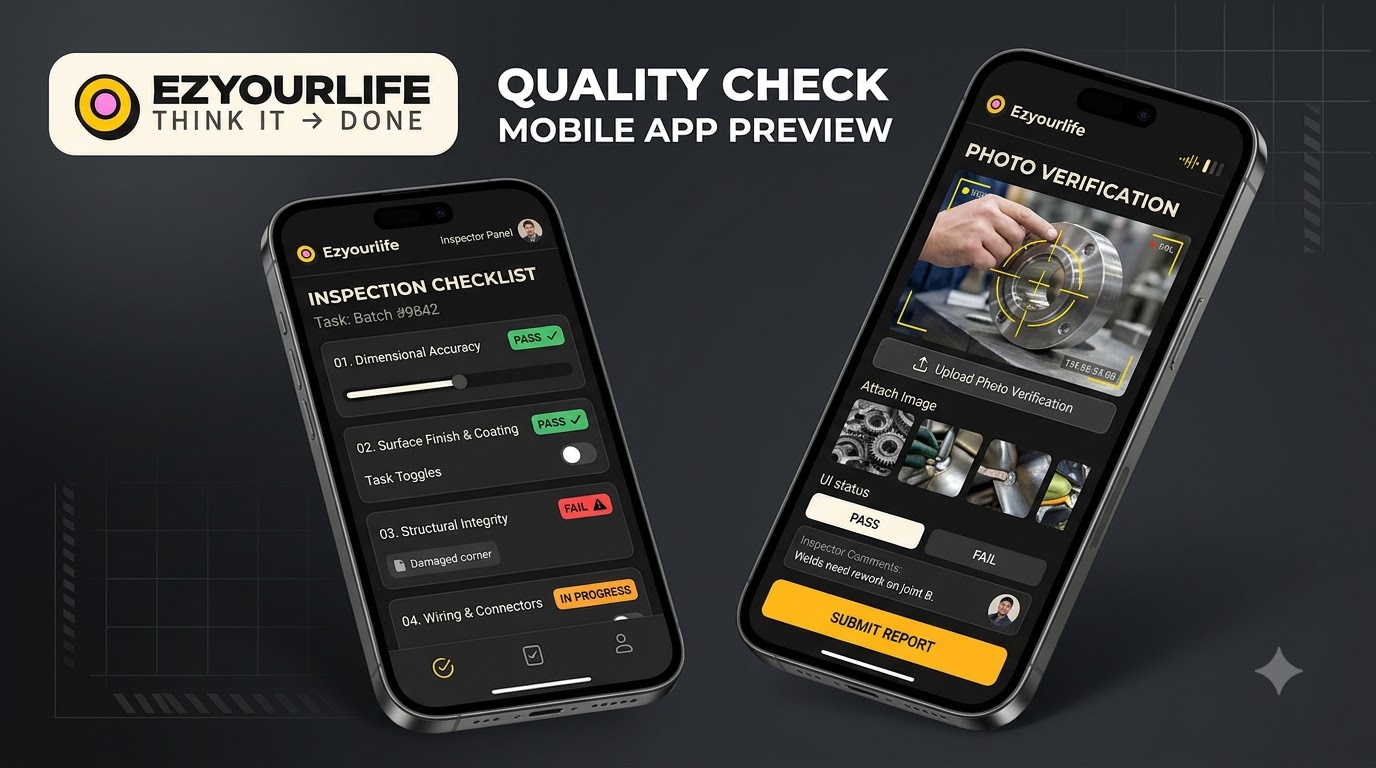 EZYOURLIFE
THINK IT → DONE
QUALITY CHECK
MOBILE APP PREVIEW
Ezyourlife
Inspector Panel
INSPECTION CHECKLIST
Task: Batch #9842
01. Dimensional Accuracy
PASS ✓
02. Surface Finish & Coating
PASS ✓
Task Toggles
03. Structural Integrity
FAIL
Damaged corner
04. Wiring & Connectors
IN PROGRESS
Ezyourlife
PHOTO VERIFICATION
Upload Photo Verification
Attach Image
UI status
PASS
FAIL
Inspector Comments:
Welds need rework on Joint B.
SUBMIT REPORT